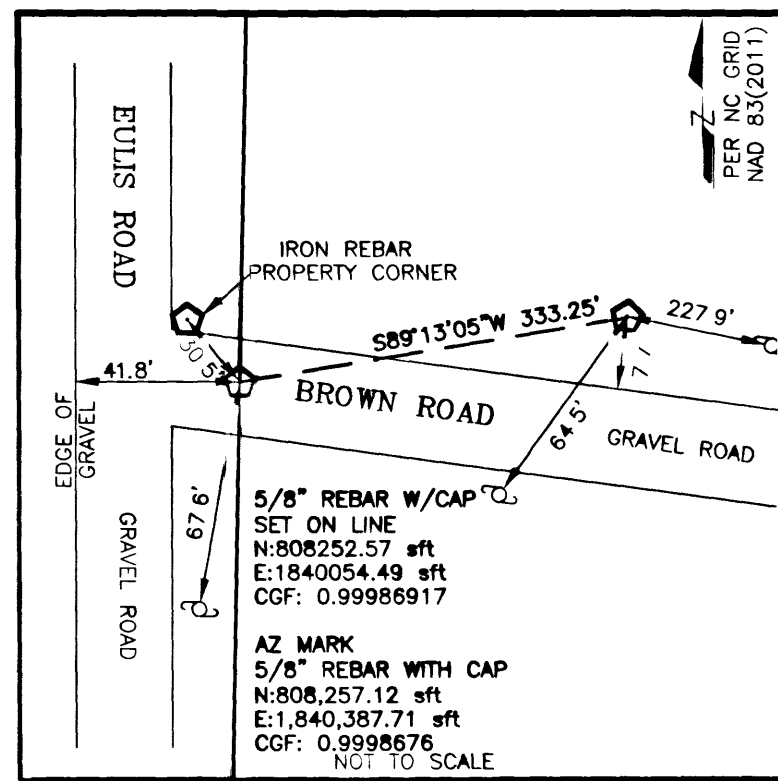 PER NC GRID
NAD 83(2011)
Z
EULIS ROAD
IRON REBAR
PROPERTY CORNER
S89°13'05"W 333.25'
227 9'
30.5'
41.8'
7 1'
BROWN ROAD
64 5'
GRAVEL ROAD
EDGE OF
GRAVEL
67 6'
GRAVEL ROAD
5/8" REBAR W/CAP
SET ON LINE
N:808252.57 sft
E:1840054.49 sft
CGF: 0.99986917
AZ MARK
5/8" REBAR WITH CAP
N:808,257.12 sft
E:1,840,387.71 sft
CGF: 0.9998676
NOT TO SCALE